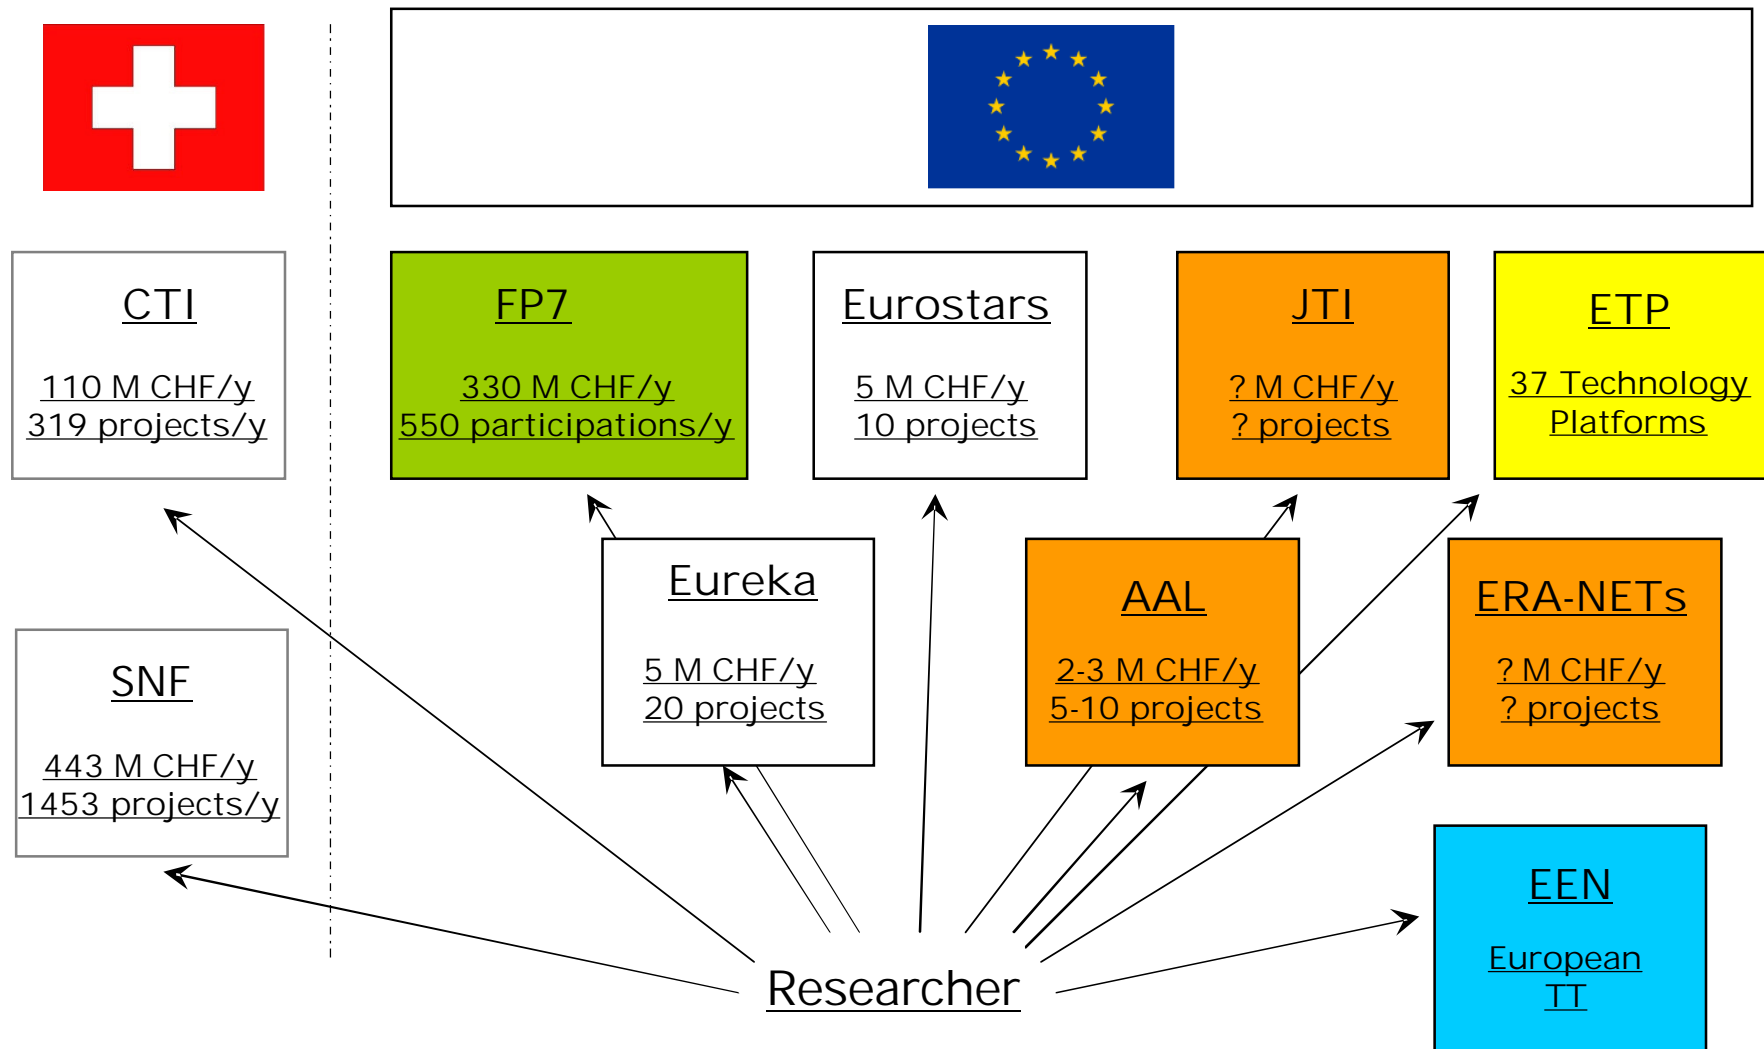 CTI
110 M CHF/y
319 projects/y
FP7
330 M CHF/y
550 participations/y
Eurostars
5 M CHF/y
10 projects
JTI
? M CHF/y
? projects
ETP
37 Technology
Platforms
SNF
443 M CHF/y
1453 projects/y
Eureka
5 M CHF/y
20 projects
AAL
2-3 M CHF/y
5-10 projects
ERA-NETs
? M CHF/y
? projects
EEN
European
TT
Researcher